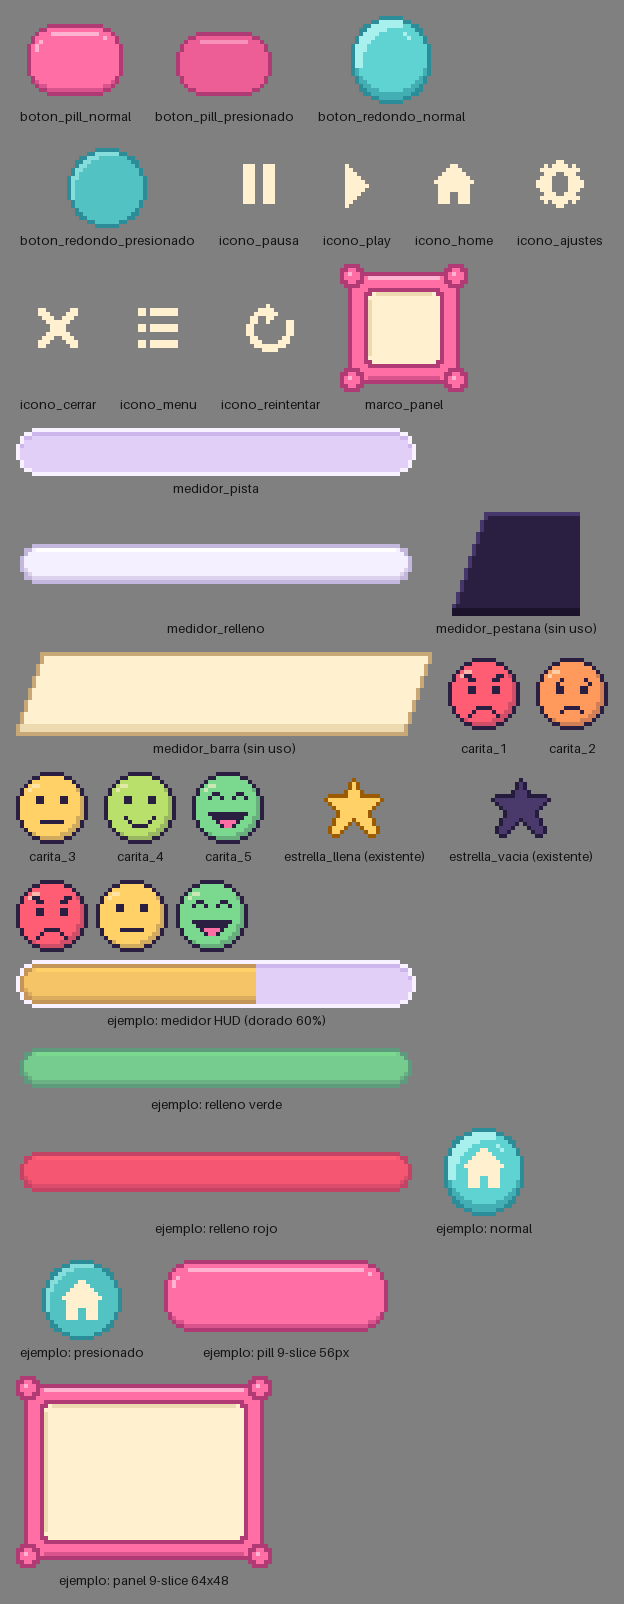 boton_pill_normal boton_pill_presionado boton_redondo_normal
boton_redondo_presionado icono_pausa icono_play icono_home icono_ajustes
icono_cerrar icono_menu icono_reintentar marco_panel
medidor_pista
medidor_relleno medidor_pestana (sin uso)
medidor_barra (sin uso) carita_1 carita_2
carita_3 carita_4 carita_5 estrella_llena (existente) estrella_vacia (existente)
ejemplo: medidor HUD (dorado 60%)
ejemplo: relleno verde
ejemplo: relleno rojo ejemplo: normal
ejemplo: presionado ejemplo: pill 9-slice 56px
ejemplo: panel 9-slice 64x48